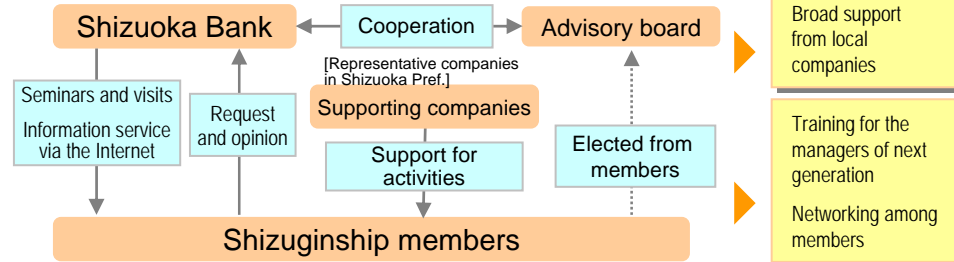 Shizuoka Bank
Cooperation
Advisory board
[Representative companies
in Shizuoka Pref.]
Supporting companies
Seminars and visits
Information service
via the Internet
Request
and opinion
Support for
activities
Elected from
members
Shizuginship members
Broad support
from local
companies
Training for the
managers of next
generation
Networking among
members